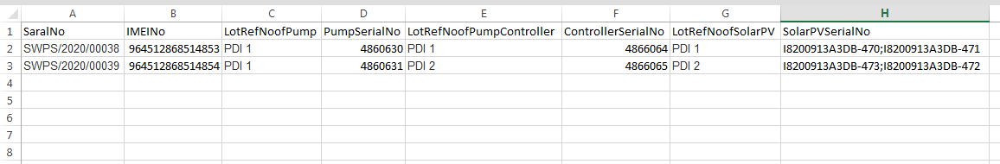 A B C D E F G H
1 SaralNo IMEINo LotRefNoofPump PumpSerialNo LotRefNoofPumpController ControllerSerialNo LotRefNoofSolarPV SolarPVSerialNo
2 SWPS/2020/00038 964512868514853 PDI 1 4860630 PDI 1 4866064 PDI 1 I8200913A3DB-470;I8200913A3DB-471
3 SWPS/2020/00039 964512868514854 PDI 1 4860631 PDI 2 4866065 PDI 2 I8200913A3DB-473;I8200913A3DB-472
4
5
6
7
8